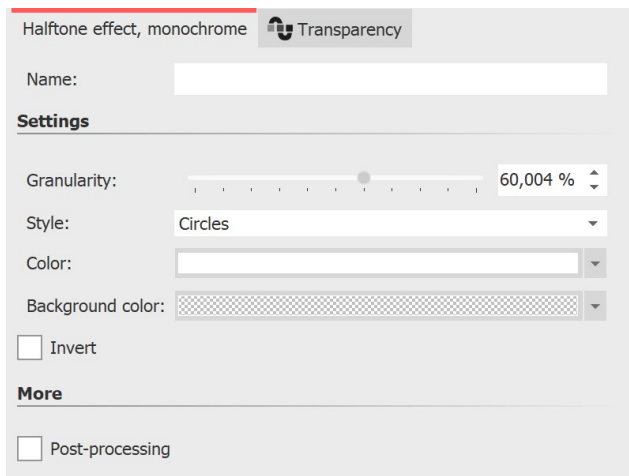 Halftone effect, monochrome Transparency
Name:
Settings
Granularity: 60,004 %
Style: Circles
Color:
Background color:
Invert
More
Post-processing